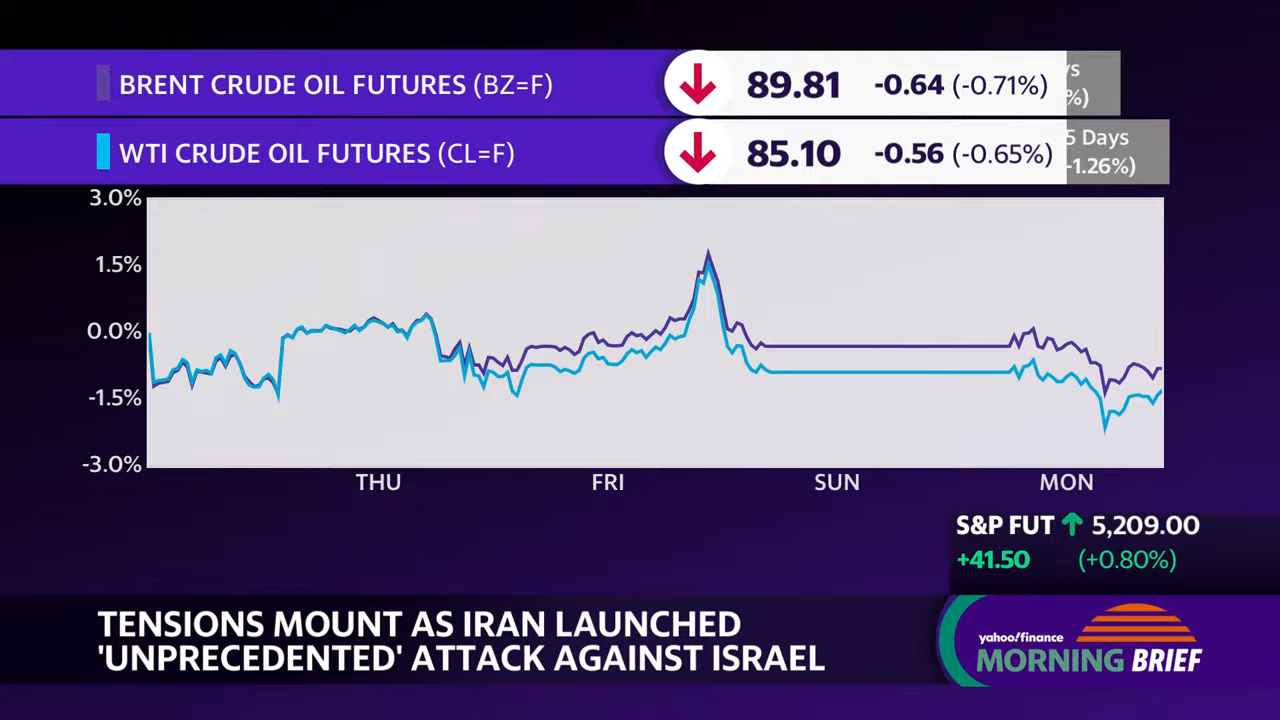 BRENT CRUDE OIL FUTURES (BZ=F) 89.81 -0.64 (-0.71%)
%)
WTI CRUDE OIL FUTURES (CL=F) 85.10 -0.56 (-0.65%) 5 Days
-1.26%)
3.0%
1.5%
0.0%
-1.5%
-3.0%
THU FRI SUN MON
S&P FUT 5,209.00
+41.50 (+0.80%)
TENSIONS MOUNT AS IRAN LAUNCHED
'UNPRECEDENTED' ATTACK AGAINST ISRAEL
yahoo!finance
MORNING BRIEF